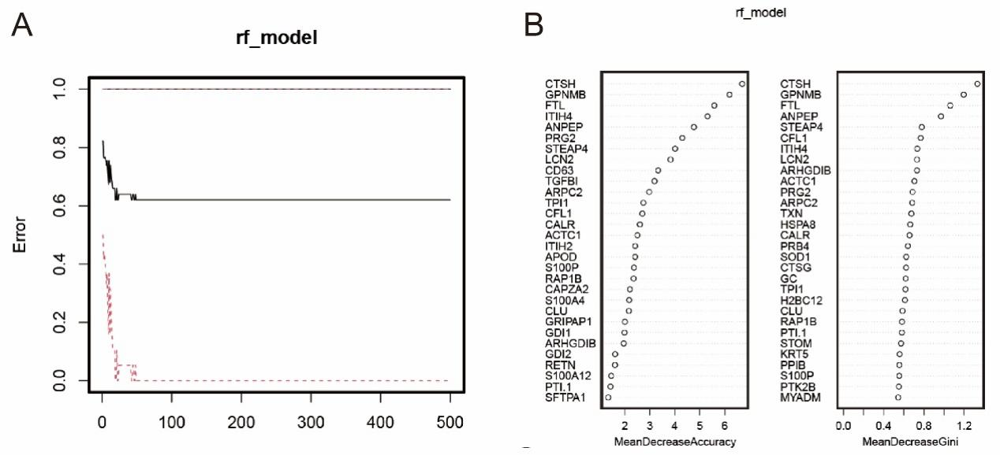 A
rf_model
Error
1.0
0.8
0.6
0.4
0.2
0.0
0
100
200
300
400
500
B
rf_model
CTSH
GPNMB
FTL
ITIH4
ANPEP
PRG2
STEAP4
LCN2
CD63
TGFBI
ARPC2
TPI1
CFL1
CALR
ACTC1
ITIH2
APOD
S100P
RAP1B
CAPZA2
S100A4
CLU
GRIPAP1
GDI1
ARHGDIB
GDI2
RETN
S100A12
PTI.1
SFTPA1
2
3
4
5
6
MeanDecreaseAccuracy
CTSH
GPNMB
FTL
ANPEP
STEAP4
CFL1
ITIH4
LCN2
ARHGDIB
ACTC1
PRG2
ARPC2
TXN
HSPA8
CALR
PRB4
SOD1
CTSG
GC
TPI1
H2BC12
CLU
RAP1B
PTI.1
STOM
KRT5
PPIB
S100P
PTK2B
MYADM
0.0
0.4
0.8
1.2
MeanDecreaseGini